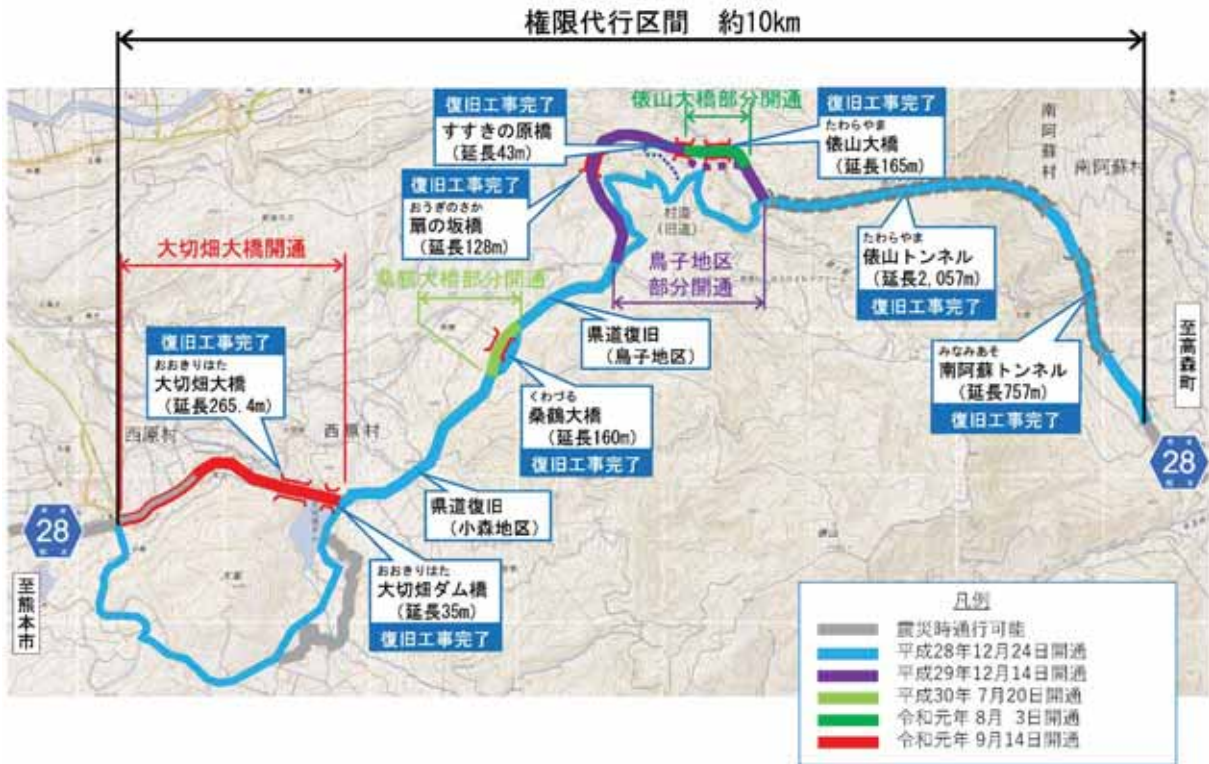 権限代行区間　約10km
復旧工事完了
すすきの原橋
(延長43m)
俵山大橋部分開通
復旧工事完了
たわらやま
俵山大橋
(延長165m)
南阿蘇村
南阿蘇村
復旧工事完了
おうぎのさか
扇の坂橋
(延長128m)
村道
(旧道)
大切畑大橋開通
桑鶴大橋部分開通
鳥子地区
部分開通
たわらやま
俵山トンネル
(延長2,057m)
復旧工事完了
県道復旧
(鳥子地区)
みなみあそ
南阿蘇トンネル
(延長757m)
復旧工事完了
至高森町
復旧工事完了
おおきりはた
大切畑大橋
(延長265.4m)
くわづる
桑鶴大橋
(延長160m)
復旧工事完了
西原村
西原村
28
県道復旧
(小森地区)
28
至熊本市
おおきりはた
大切畑ダム橋
(延長35m)
復旧工事完了
凡例
震災時通行可能
平成28年12月24日開通
平成29年12月14日開通
平成30年 7月20日開通
令和元年 8月 3日開通
令和元年 9月14日開通